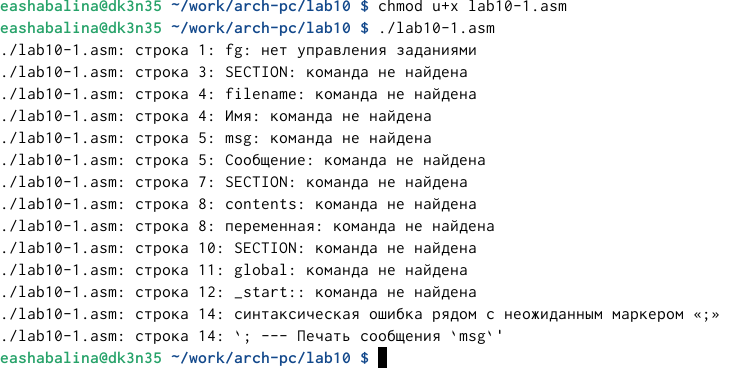 eashabalina@dk3n35 ~/work/arch-pc/lab10 $ chmod u+x lab10-1.asm
eashabalina@dk3n35 ~/work/arch-pc/lab10 $ ./lab10-1.asm
./lab10-1.asm: строка 1: fg: нет управления заданиями
./lab10-1.asm: строка 3: SECTION: команда не найдена
./lab10-1.asm: строка 4: filename: команда не найдена
./lab10-1.asm: строка 4: Имя: команда не найдена
./lab10-1.asm: строка 5: msg: команда не найдена
./lab10-1.asm: строка 5: Сообщение: команда не найдена
./lab10-1.asm: строка 7: SECTION: команда не найдена
./lab10-1.asm: строка 8: contents: команда не найдена
./lab10-1.asm: строка 8: переменная: команда не найдена
./lab10-1.asm: строка 10: SECTION: команда не найдена
./lab10-1.asm: строка 11: global: команда не найдена
./lab10-1.asm: строка 12: _start:: команда не найдена
./lab10-1.asm: строка 14: синтаксическая ошибка рядом с неожиданным маркером «;»
./lab10-1.asm: строка 14: `; --- Печать сообщения `msg`'
eashabalina@dk3n35 ~/work/arch-pc/lab10 $